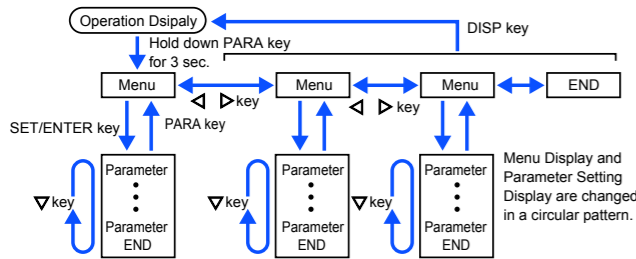 Operation Dsipaly
DISP key
Hold down PARA key
for 3 sec.
Menu
Menu
Menu
END
key
key
SET/ENTER key
PARA key
Parameter
Parameter
END
key
Parameter
Parameter
END
key
Parameter
Parameter
END
key
Menu Display and
Parameter Setting
Display are changed
in a circular pattern.